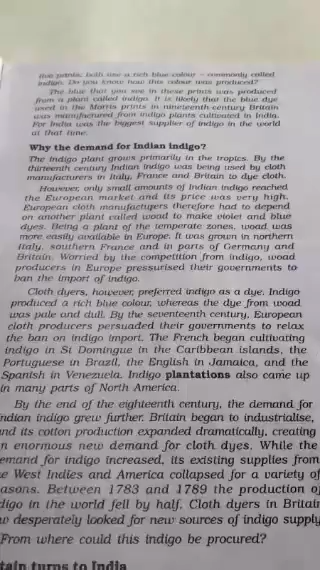 two prints: both use a rich blue colour – commonly called
indigo. Do you know how this colour was produced?
The blue that you see in these prints was produced
from a plant called indigo. It is likely that the blue dye
used in the Morris prints in nineteenth-century Britain
was manufactured from indigo plants cultivated in India.
For India was the biggest supplier of indigo in the world
at that time.
Why the demand for Indian indigo?
The indigo plant grows primarily in the tropics. By the
thirteenth century Indian indigo was being used by cloth
manufacturers in Italy, France and Britain to dye cloth.
However, only small amounts of Indian indigo reached
the European market and its price was very high.
European cloth manufacturers therefore had to depend
on another plant called woad to make violet and blue
dyes. Being a plant of the temperate zones, woad was
more easily available in Europe. It was grown in northern
Italy, southern France and in parts of Germany and
Britain. Worried by the competition from indigo, woad
producers in Europe pressurised their governments to
ban the import of indigo.
Cloth dyers, however, preferred indigo as a dye. Indigo
produced a rich blue colour, whereas the dye from woad
was pale and dull. By the seventeenth century, European
cloth producers persuaded their governments to relax
the ban on indigo import. The French began cultivating
indigo in St Domingue in the Caribbean islands, the
Portuguese in Brazil, the English in Jamaica, and the
Spanish in Venezuela. Indigo plantations also came up
in many parts of North America.
By the end of the eighteenth century, the demand for
ndian indigo grew further. Britain began to industrialise,
nd its cotton production expanded dramatically, creating
n enormous new demand for cloth dyes. While the
emand for indigo increased, its existing supplies from
e West Indies and America collapsed for a variety of
asons. Between 1783 and 1789 the production of
digo in the world fell by half. Cloth dyers in Britain
w desperately looked for new sources of indigo supply
From where could this indigo be procured?
tain turns to India